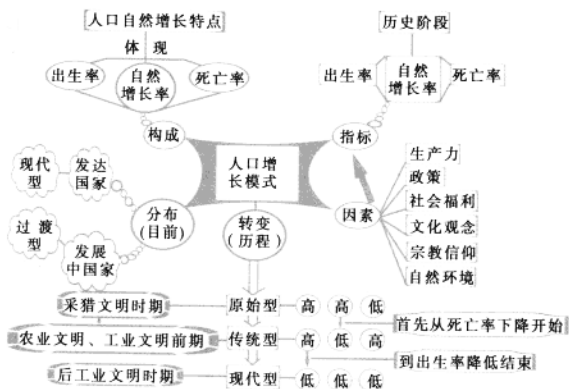 人口自然增长特点
体 现
出生率
自然
增长率
死亡率
历史阶段
出生率
自然
增长率
死亡率
构成
指标
人口增
长模式
现代
型
发达
国家
分布
(目前)
转变
(历程)
因素
生产力
政策
社会福利
文化观念
宗教信仰
自然环境
过 渡
型
发展
中国家
采猎文明时期
原始型
高 高 低
首先从死亡率下降开始
农业文明、工业文明前期
传统型
高 低 高
到出生率降低结束
后工业文明时期
现代型
低 低 低